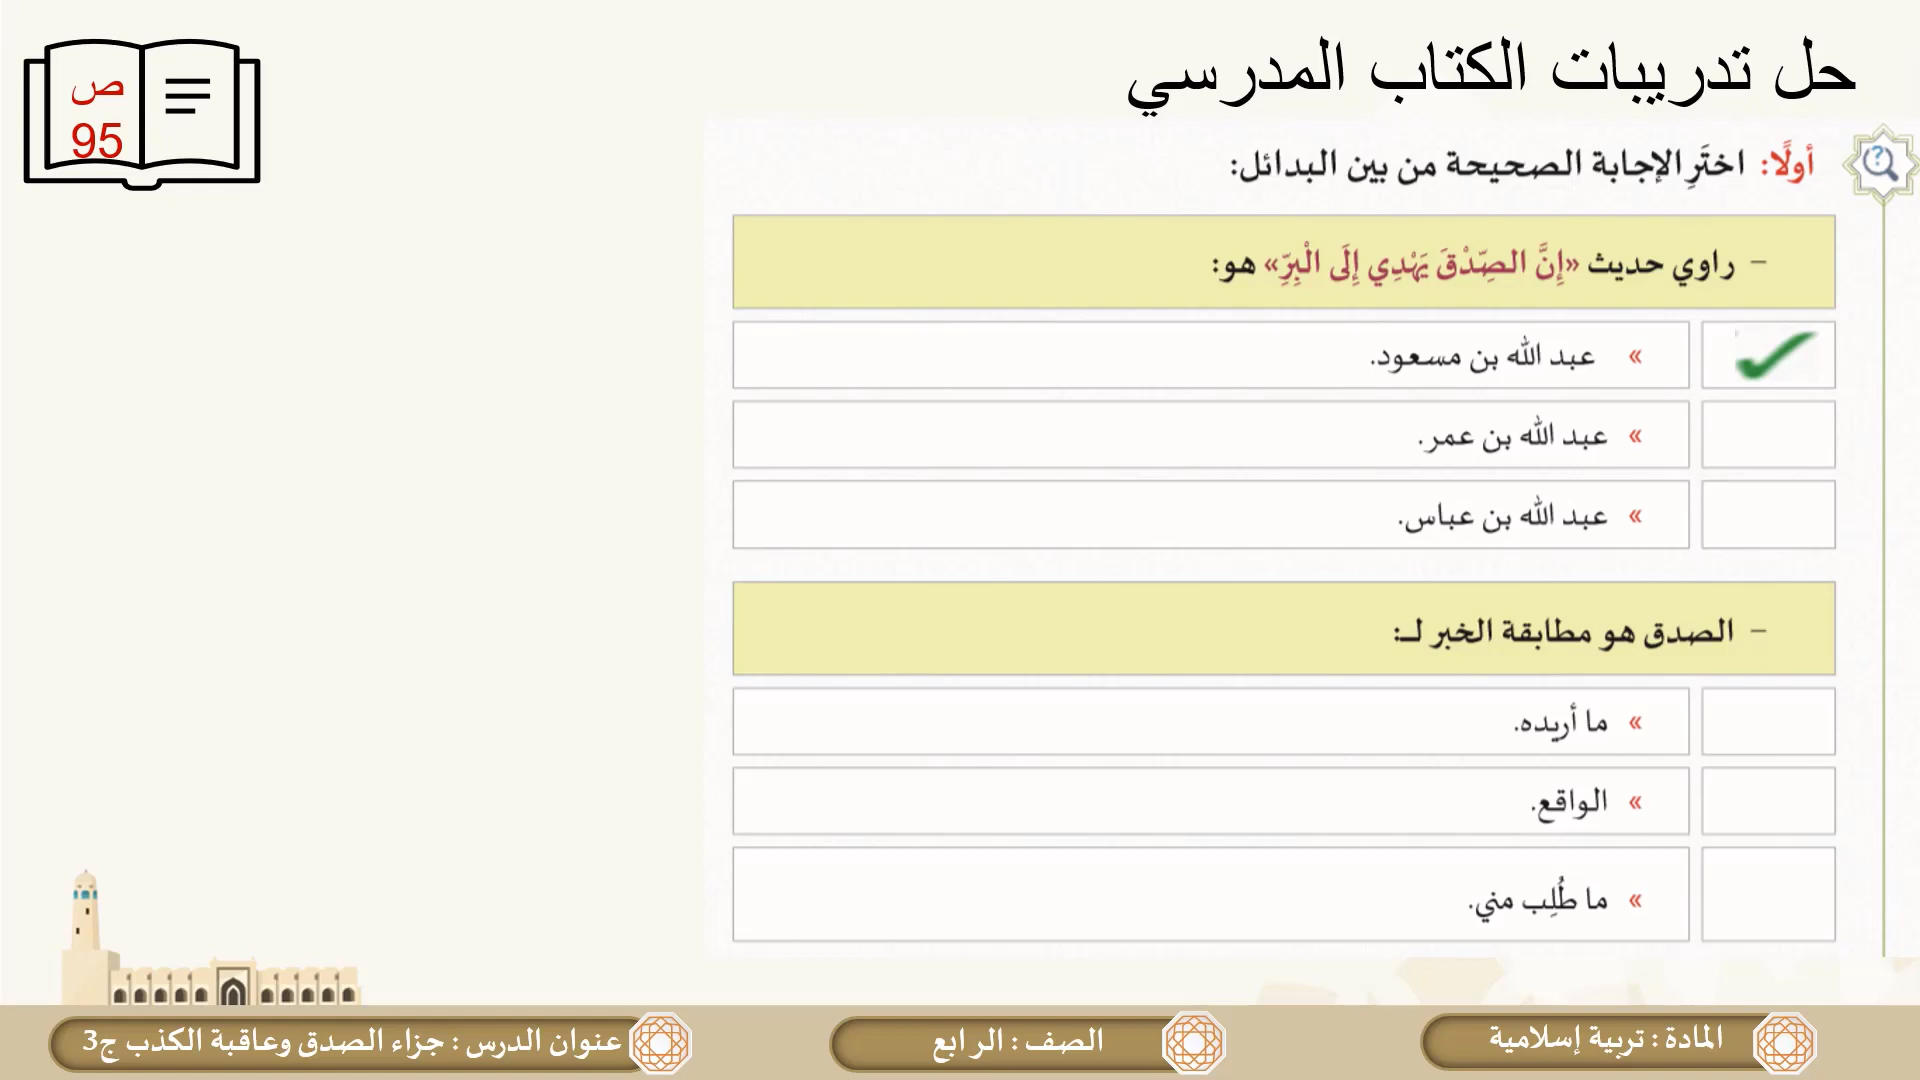 حل تدريبات الكتاب المدرسي
ص
95
أولًا: اختَرِ الإجابة الصحيحة من بين البدائل:
– راوي حديث «إِنَّ الصِّدْقَ يَهْدِي إِلَى الْبِرِّ» هو:
» عبد الله بن مسعود.
» عبد الله بن عمر.
» عبد الله بن عباس.
– الصدق هو مطابقة الخبر لـ:
» ما أريده.
» الواقع.
» ما طُلِب مني.
المادة : تربية إسلامية
الصف : الرابع
عنوان الدرس : جزاء الصدق وعاقبة الكذب ج3